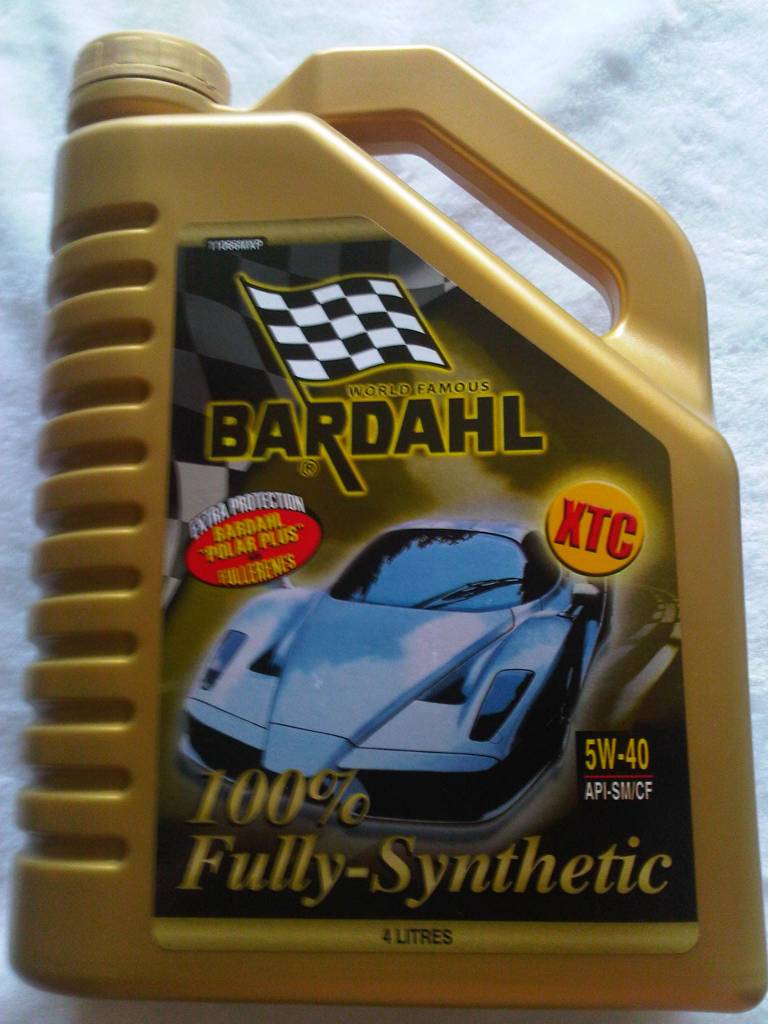 11066MXP
WORLD FAMOUS
BARDAHL
®
EXTRA PROTECTION
BARDAHL
"POLAR PLUS"
FULLERENES
XTC
5W-40
API-SM/CF
100%
Fully-Synthetic
4 LITRES